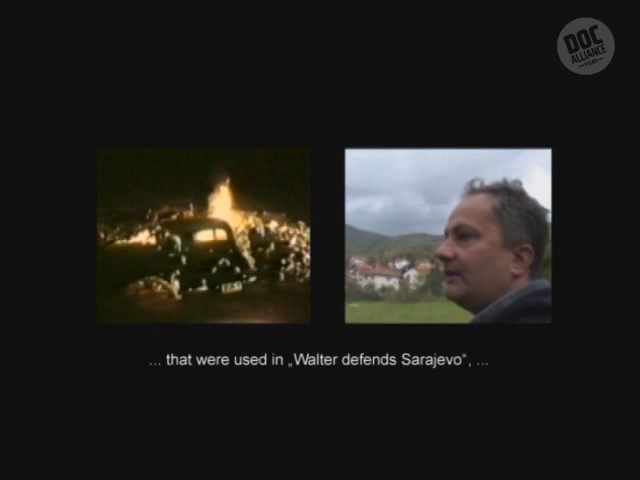 DOC
ALLIANCE
FILMS
... that were used in „Walter defends Sarajevo“, ...